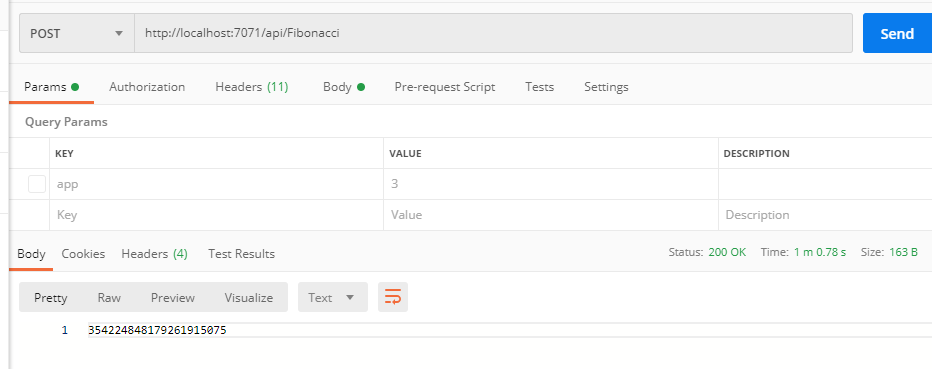 POST http://localhost:7071/api/Fibonacci Send
Params Authorization Headers (11) Body Pre-request Script Tests Settings
Query Params
KEY VALUE DESCRIPTION
app 3
Key Value Description
Body Cookies Headers (4) Test Results Status: 200 OK Time: 1 m 0.78 s Size: 163 B
Pretty Raw Preview Visualize Text
1 354224848179261915075